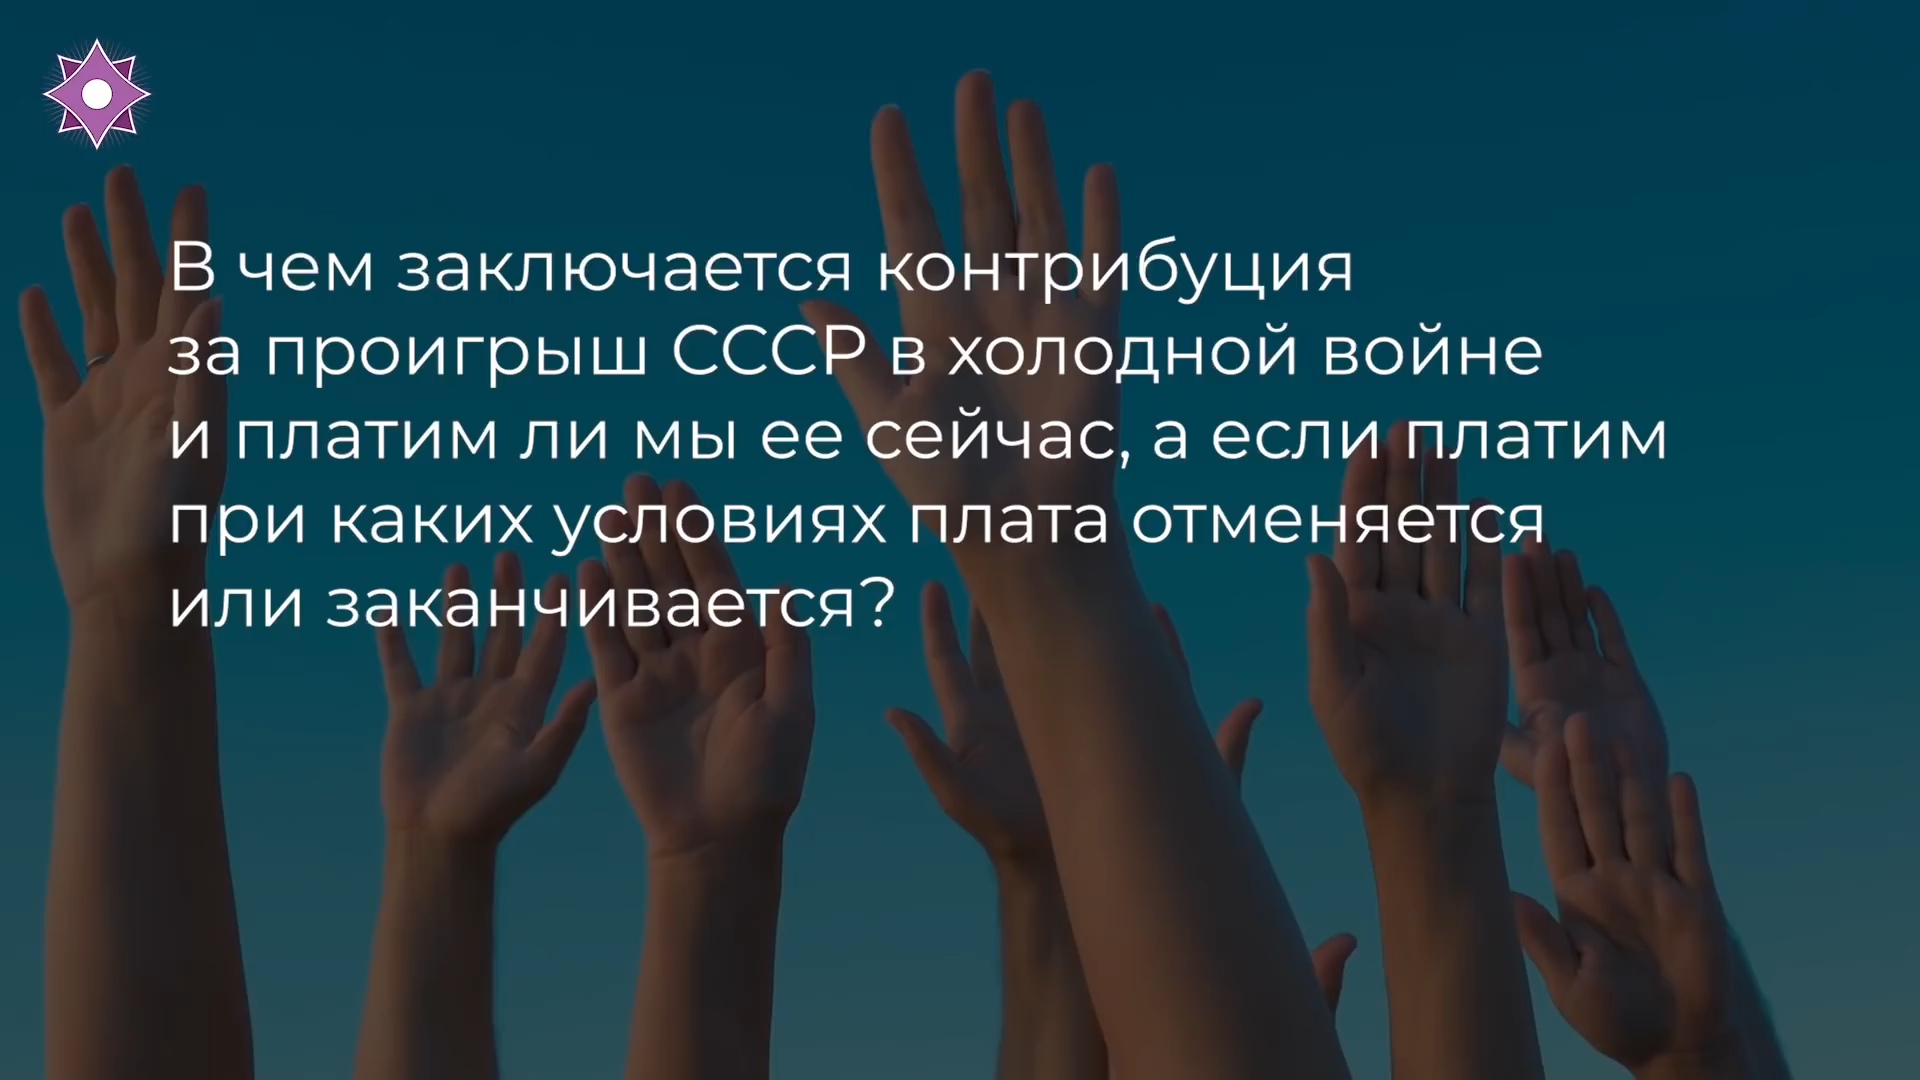 В чем заключается контрибуция
за проигрыш СССР в холодной войне
и платим ли мы ее сейчас, а если платим
при каких условиях плата отменяется
или заканчивается?